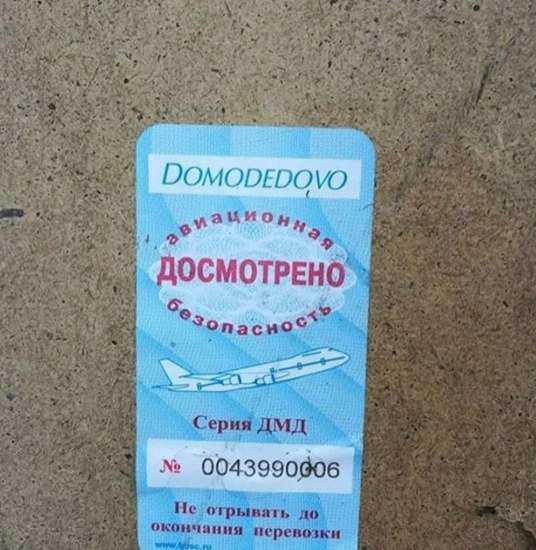 DOMODEDOVO
авиационная
ДОСМОТРЕНО
безопасность
Серия ДМД
№ 0043990006
Не отрывать до
окончания перевозки